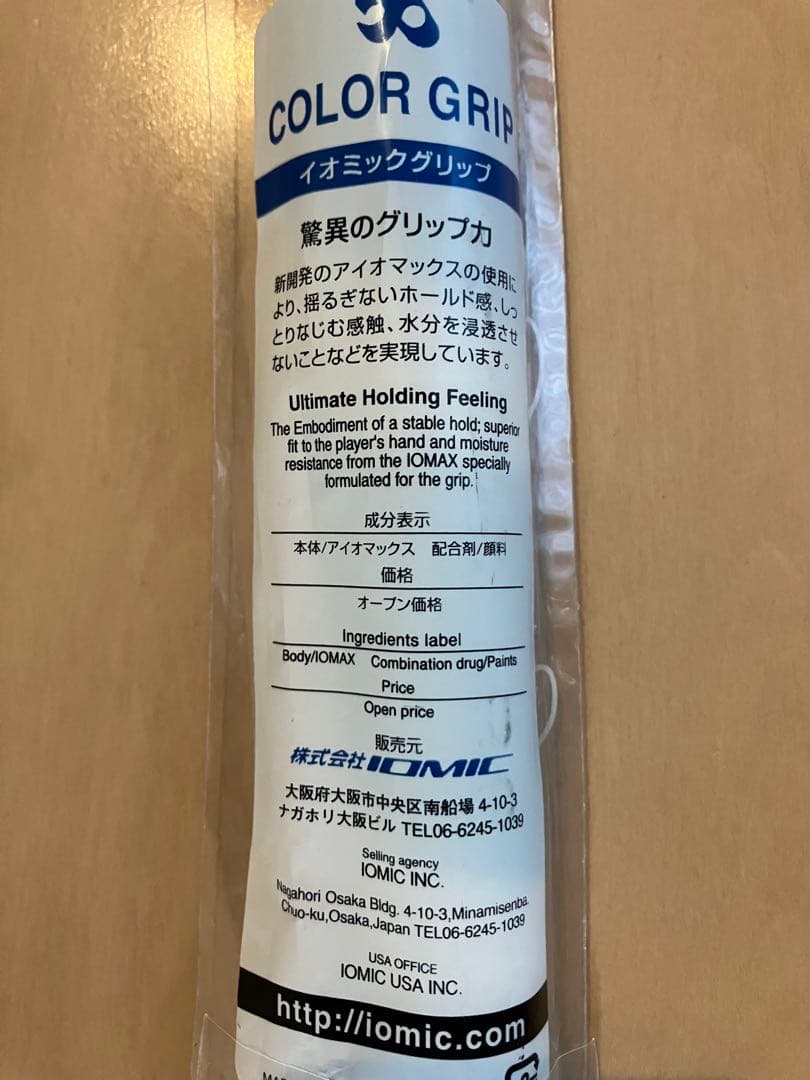 COLOR GRIP
イオミックグリップ
驚異のグリップ力
新開発のアイオマックスの使用に
より、揺るぎないホールド感、しっ
とりなじむ感触、水分を浸透させ
ないことなどを実現しています。
Ultimate Holding Feeling
The Embodiment of a stable hold; superior
fit to the player's hand and moisture
resistance from the IOMAX specially
formulated for the grip.
成分表示
本体/アイオマックス 配合剤/顔料
価格
オープン価格
Ingredients label
Body/IOMAX Combination drug/Paints
Price
Open price
販売元
株式会社IOMIC
大阪府大阪市中央区南船場 4-10-3
ナガホリ大阪ビル TEL06-6245-1039
Selling agency
IOMIC INC.
Nagahori Osaka Bldg. 4-10-3,Minamisenba
Chuo-ku,Osaka,Japan TEL06-6245-1039
USA OFFICE
IOMIC USA INC.
http://iomic.com